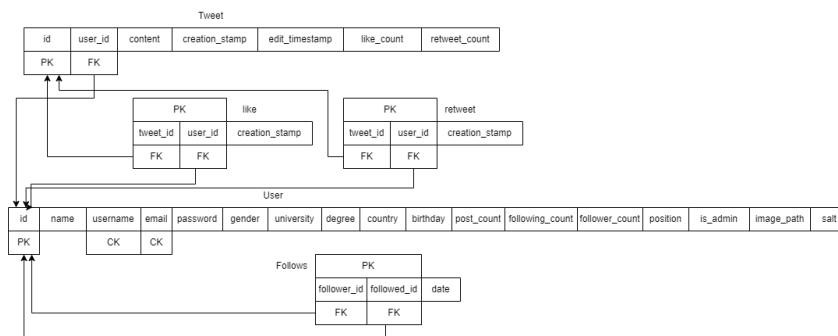 Tweet
id user_id content creation_stamp edit_timestamp like_count retweet_count
PK FK
PK like PK retweet
tweet_id user_id creation_stamp tweet_id user_id creation_stamp
FK FK FK FK
User
id name username email password gender university degree country birthday post_count following_count follower_count position is_admin image_path salt
PK CK CK
Follows PK
follower_id followed_id date
FK FK